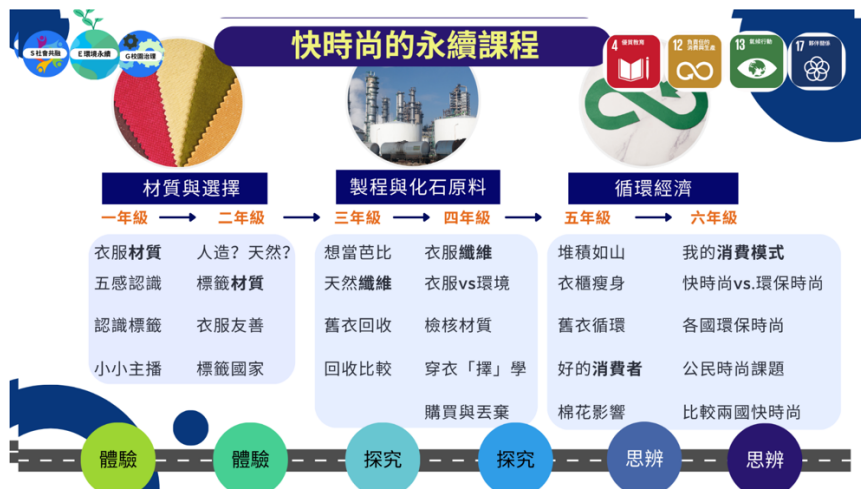 快時尚的永續課程
S社會共融
E環境永續
G校園治理
4 優質教育
12 負責任的
消費與生產
13 氣候行動
17 夥伴關係
材質與選擇
製程與化石原料
循環經濟
一年級
二年級
三年級
四年級
五年級
六年級
衣服材質
五感認識
認識標籤
小小主播
人造？天然？
標籤材質
衣服友善
標籤國家
想當芭比
天然纖維
舊衣回收
回收比較
衣服纖維
衣服vs環境
檢核材質
穿衣「擇」學
購買與丟棄
堆積如山
衣櫃瘦身
舊衣循環
好的消費者
棉花影響
我的消費模式
快時尚vs.環保時尚
各國環保時尚
公民時尚課題
比較兩國快時尚
體驗
體驗
探究
探究
思辨
思辨